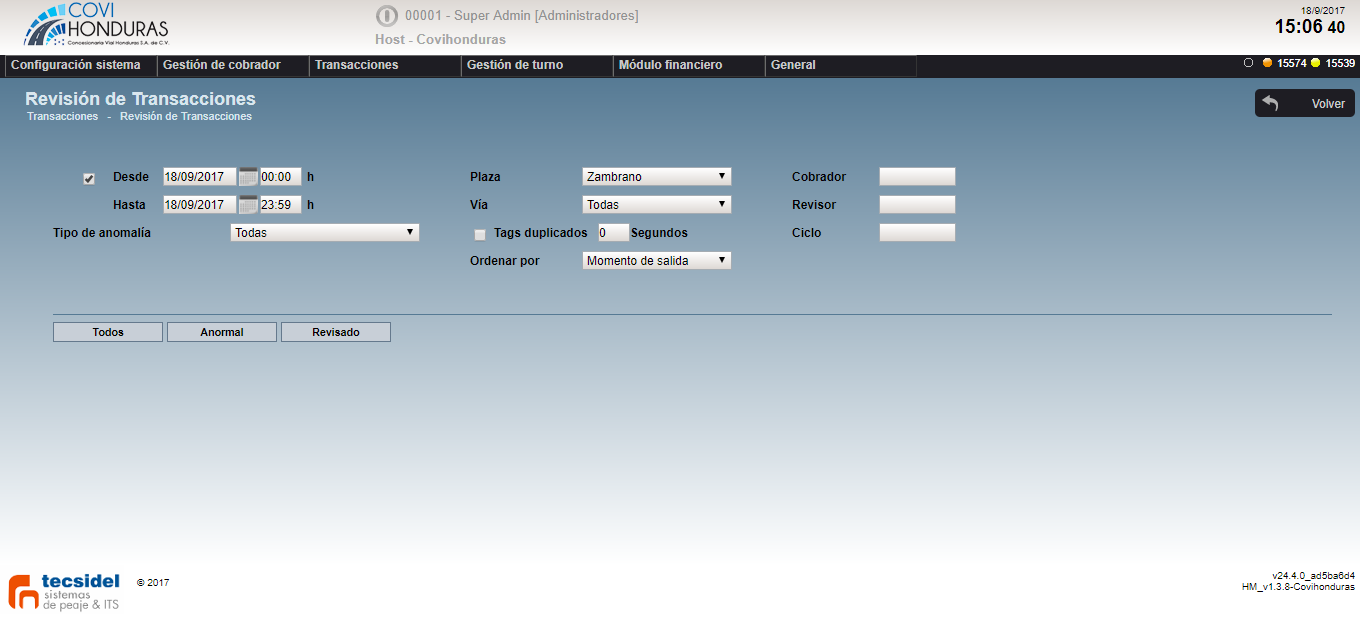 COVI
HONDURAS
Concesionaria Vial Honduras S.A. de C.V.
00001 - Super Admin [Administradores]
Host - Covihonduras
18/9/2017
15:06 40
Configuración sistema Gestión de cobrador Transacciones Gestión de turno Módulo financiero General 15574 15539
Revisión de Transacciones
Transacciones - Revisión de Transacciones
Volver
Desde 18/09/2017 00:00 h Plaza Zambrano Cobrador
Hasta 18/09/2017 23:59 h Vía Todas Revisor
Tipo de anomalía Todas Tags duplicados 0 Segundos Ciclo
Ordenar por Momento de salida
Todos Anormal Revisado
tecsidel © 2017
sistemas
de peaje & ITS
v24.4.0_ad5ba6d4
HM_v1.3.8-Covihonduras